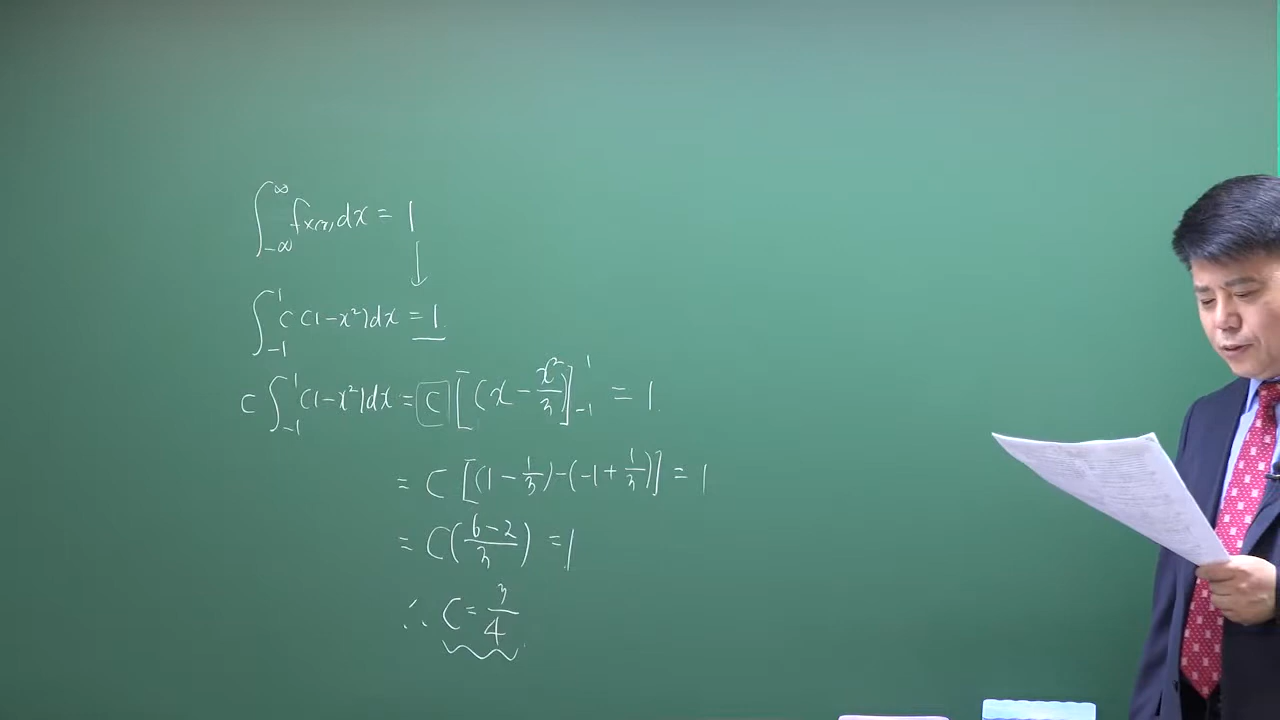 ∫_{-∞}^{∞} f_X(x) dx = 1
↓
∫_{-1}^{1} C(1-x²)dx = 1
C ∫_{-1}^{1} (1-x²)dx = C [(x - x²/3)]_{-1}^{1} = 1.
= C [(1 - 1/3) - (-1 + 1/3)] = 1
= C(6-2/3) = 1
∴ C = 3/4